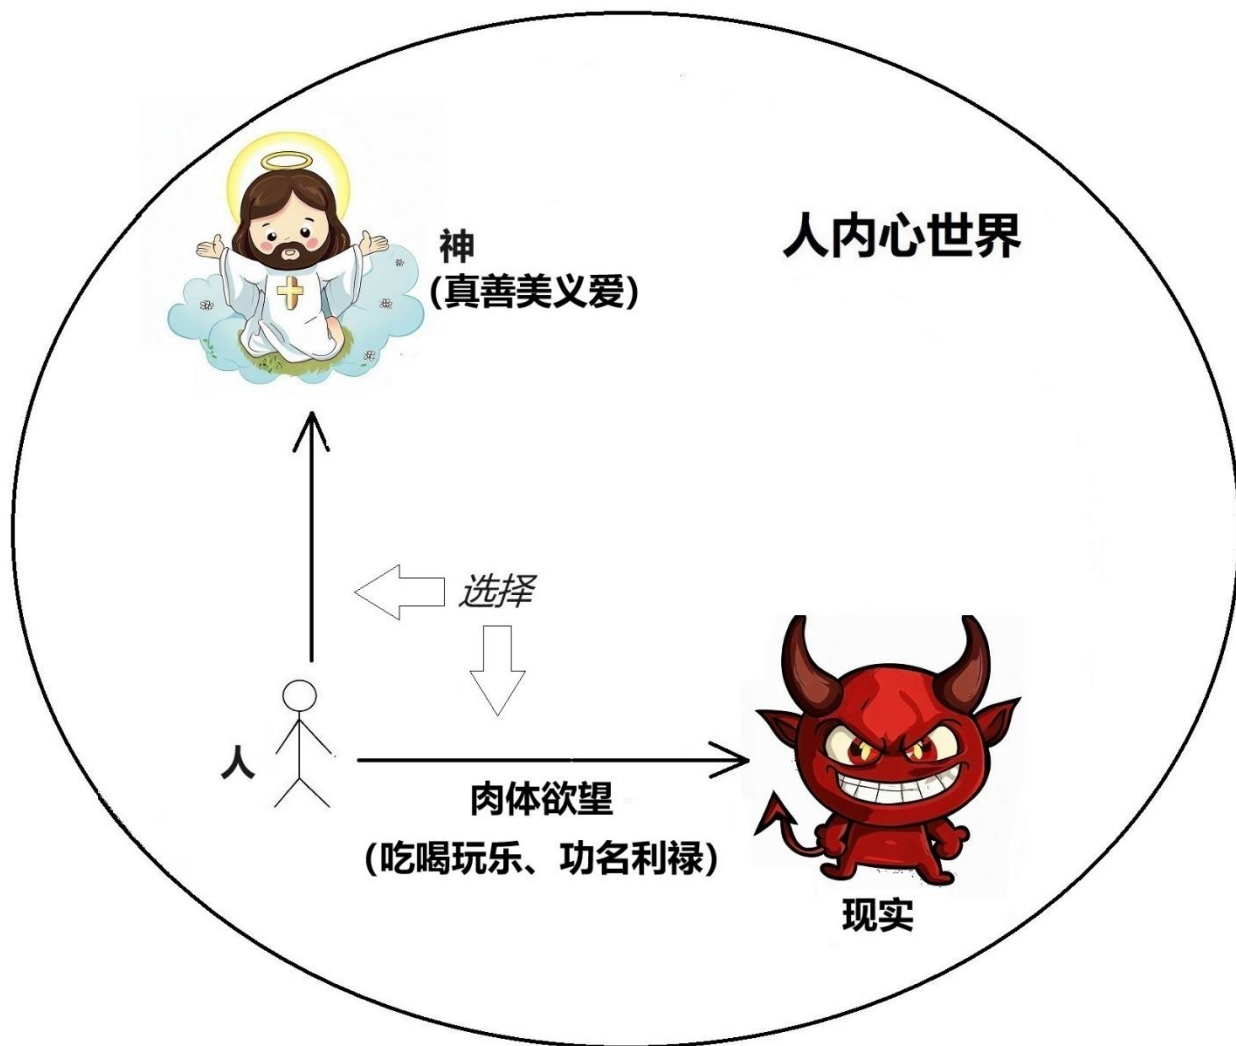 人内心世界
神
(真善美义爱)
选择
人
肉体欲望
(吃喝玩乐、功名利禄)
现实